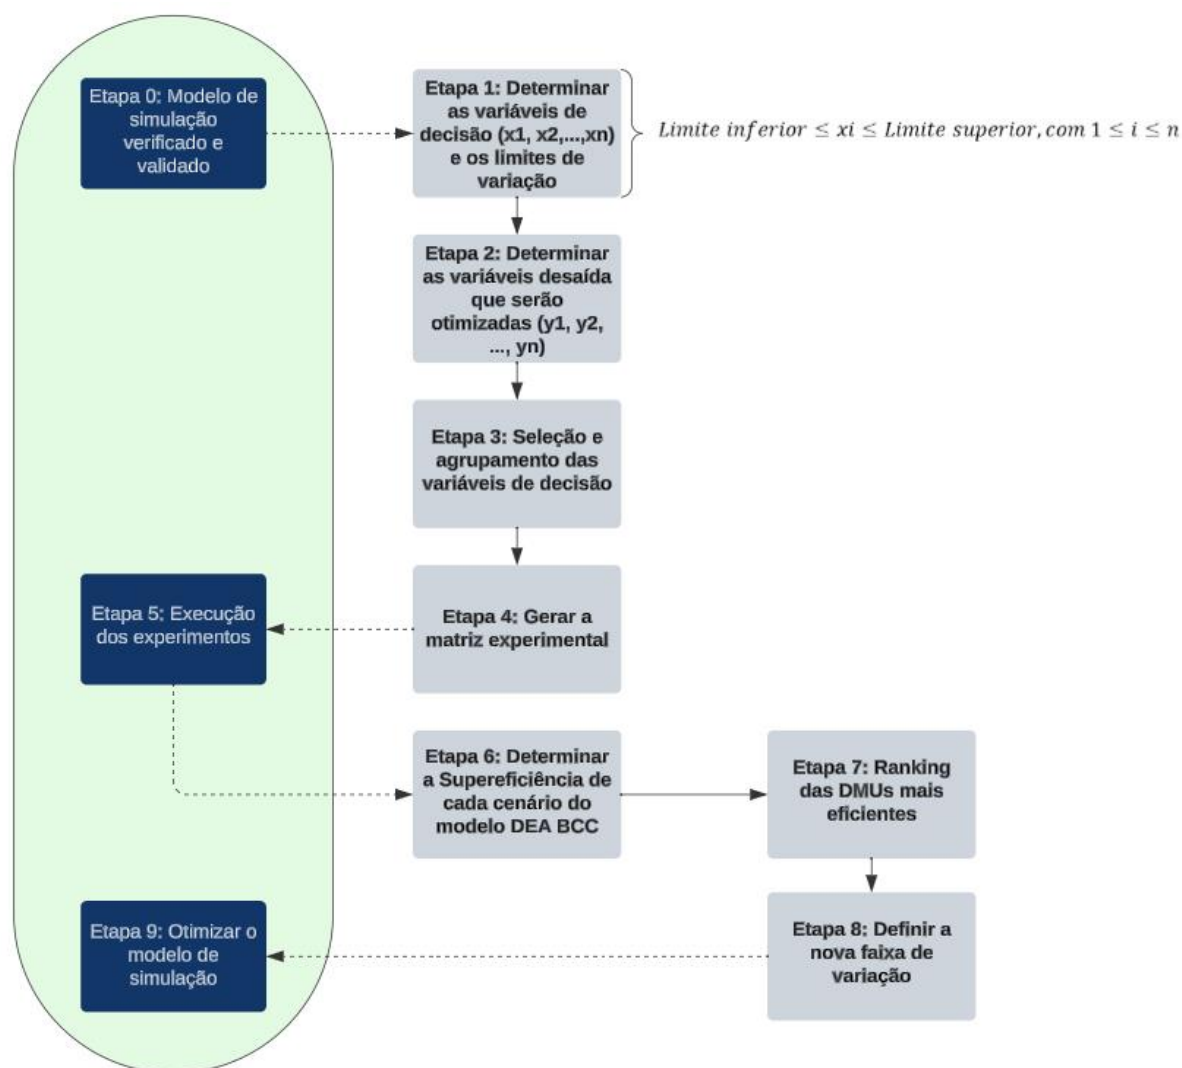 Etapa 0: Modelo de
simulação
verificado e
validado
Etapa 1: Determinar
as variáveis de
decisão (x1, x2,...,xn)
e os limites de
variação
Limite inferior ≤ xi ≤ Limite superior, com 1 ≤ i ≤ n
Etapa 2: Determinar
as variáveis desaída
que serão
otimizadas (y1, y2,
..., yn)
Etapa 3: Seleção e
agrupamento das
variáveis de decisão
Etapa 4: Gerar a
matriz experimental
Etapa 5: Execução
dos experimentos
Etapa 6: Determinar
a Supereficiência de
cada cenário do
modelo DEA BCC
Etapa 7: Ranking
das DMUs mais
eficientes
Etapa 8: Definir a
nova faixa de
variação
Etapa 9: Otimizar o
modelo de
simulação